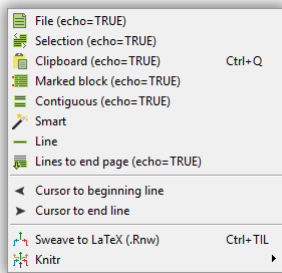 File (echo=TRUE)
Selection (echo=TRUE)
Clipboard (echo=TRUE) Ctrl+Q
Marked block (echo=TRUE)
Contiguous (echo=TRUE)
Smart
Line
Lines to end page (echo=TRUE)
Cursor to beginning line
Cursor to end line
Sweave to LaTeX (.Rnw) Ctrl+TIL
Knitr